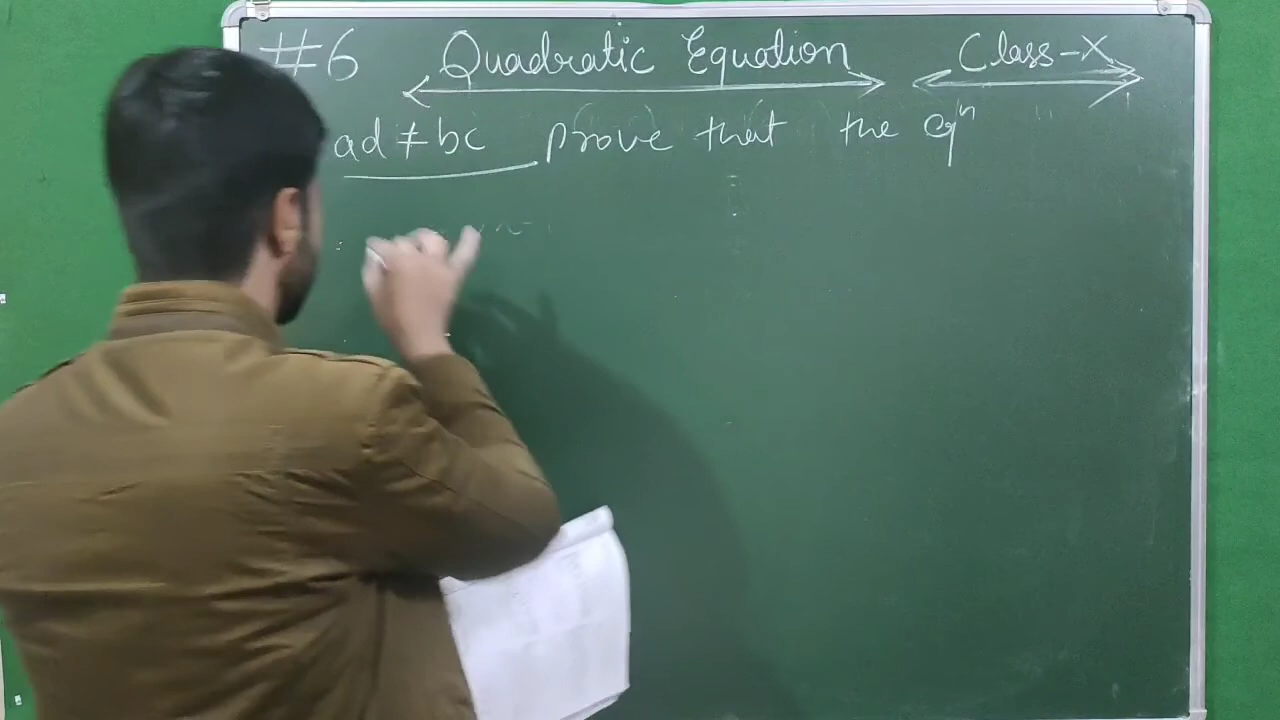 #6 Quadratic Equation Class-X
ad ≠ bc prove that the eqⁿ